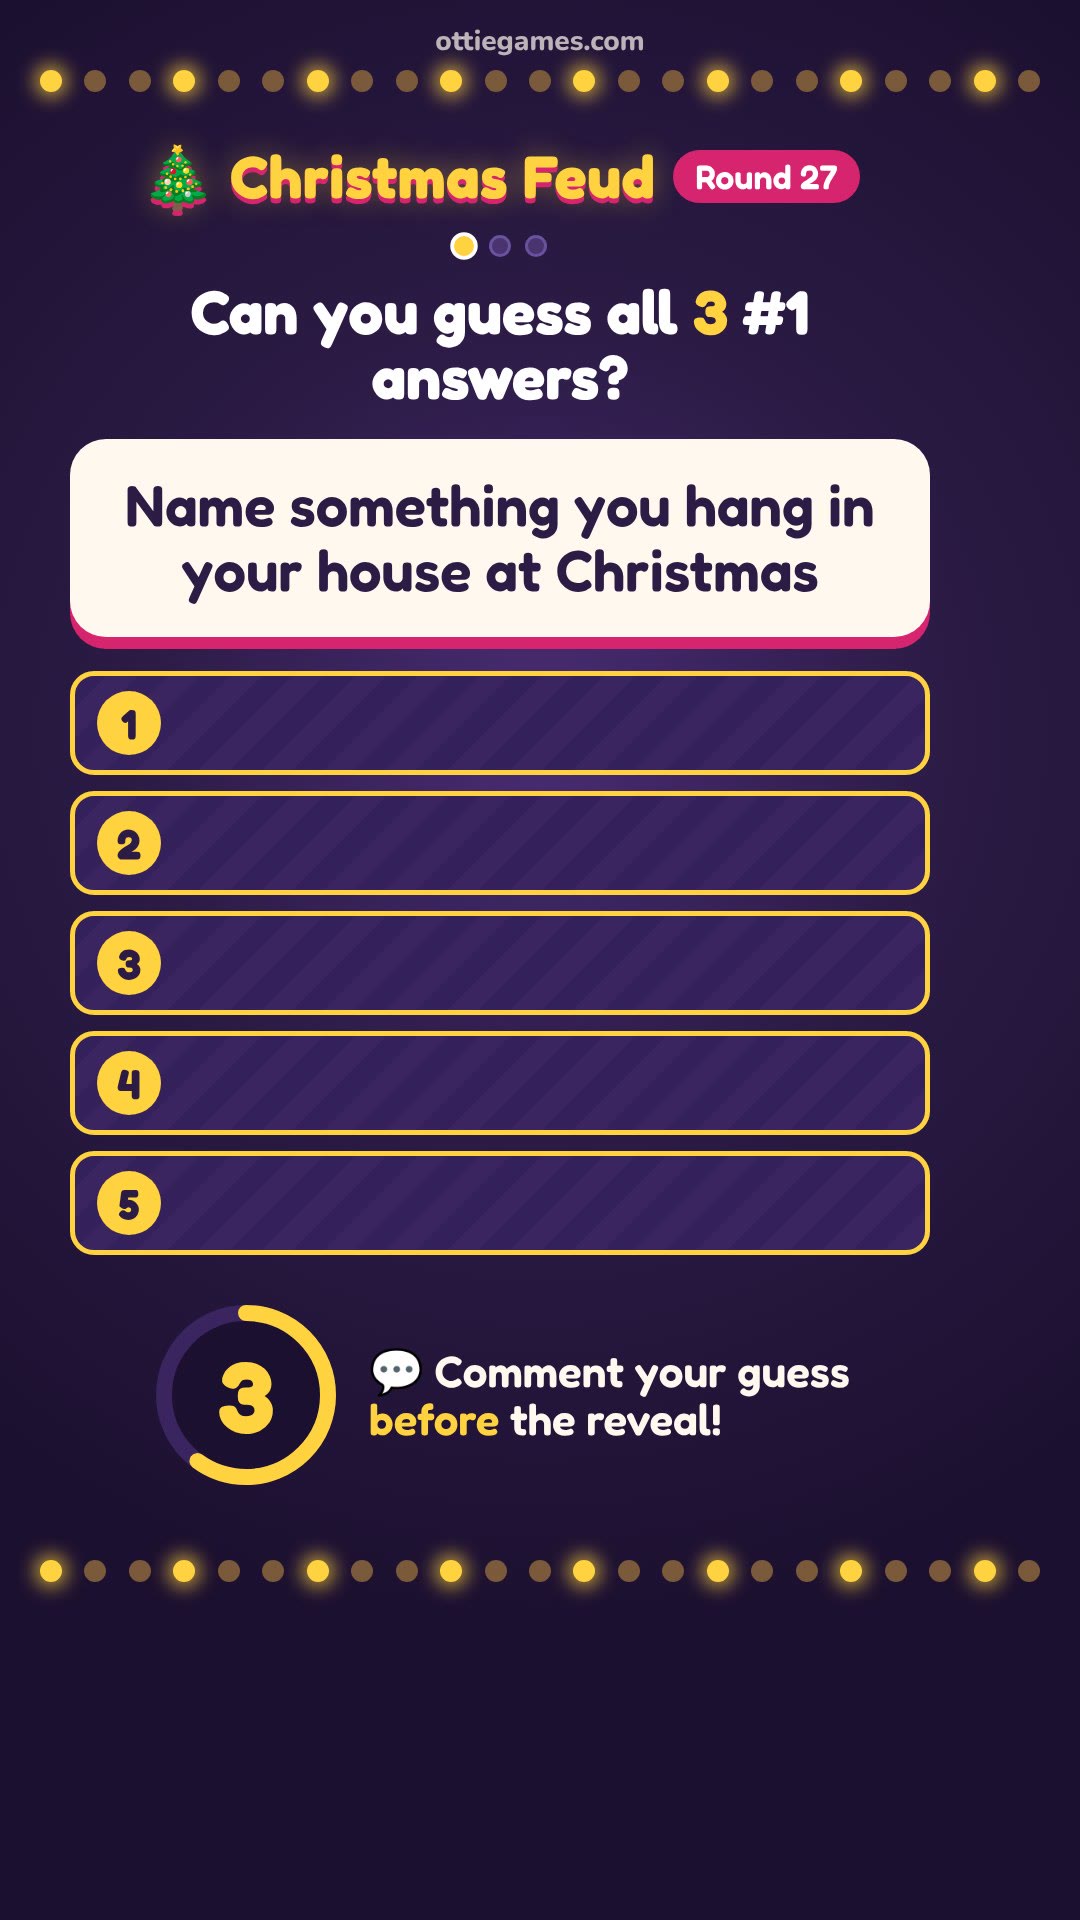 ottiegames.com
Christmas Feud Round 27
Can you guess all 3 #1
answers?
Name something you hang in
your house at Christmas
1
2
3
4
5
3
Comment your guess
before the reveal!